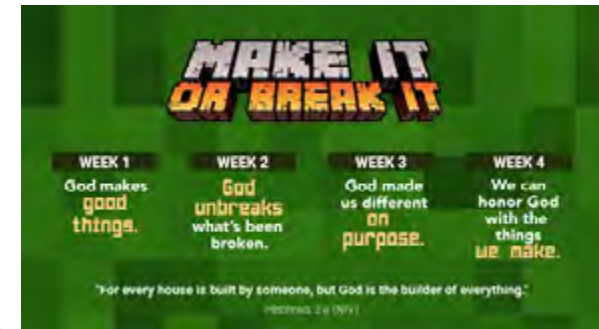 MAKE IT
OR BREAK IT
WEEK 1
God makes
good
things.
WEEK 2
God
unbreaks
what's been
broken.
WEEK 3
God made
us different
on
purpose.
WEEK 4
We can
honor God
with the
things
we make.
"For every house is built by someone, but God is the builder of everything."
HEBREWS (NIV)